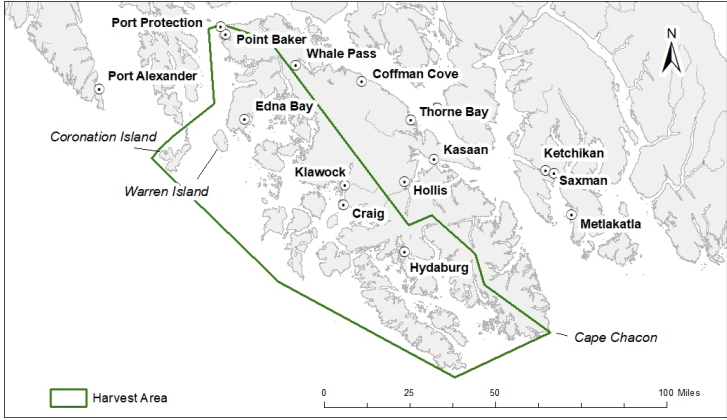 Port Protection
Point Baker
N
Whale Pass
Port Alexander
Coffman Cove
Edna Bay
Thorne Bay
Coronation Island
Kasaan
Ketchikan
Warren Island
Klawock
Saxman
Hollis
Craig
Metlakatla
Hydaburg
Cape Chacon
Harvest Area
0 25 50 100 Miles